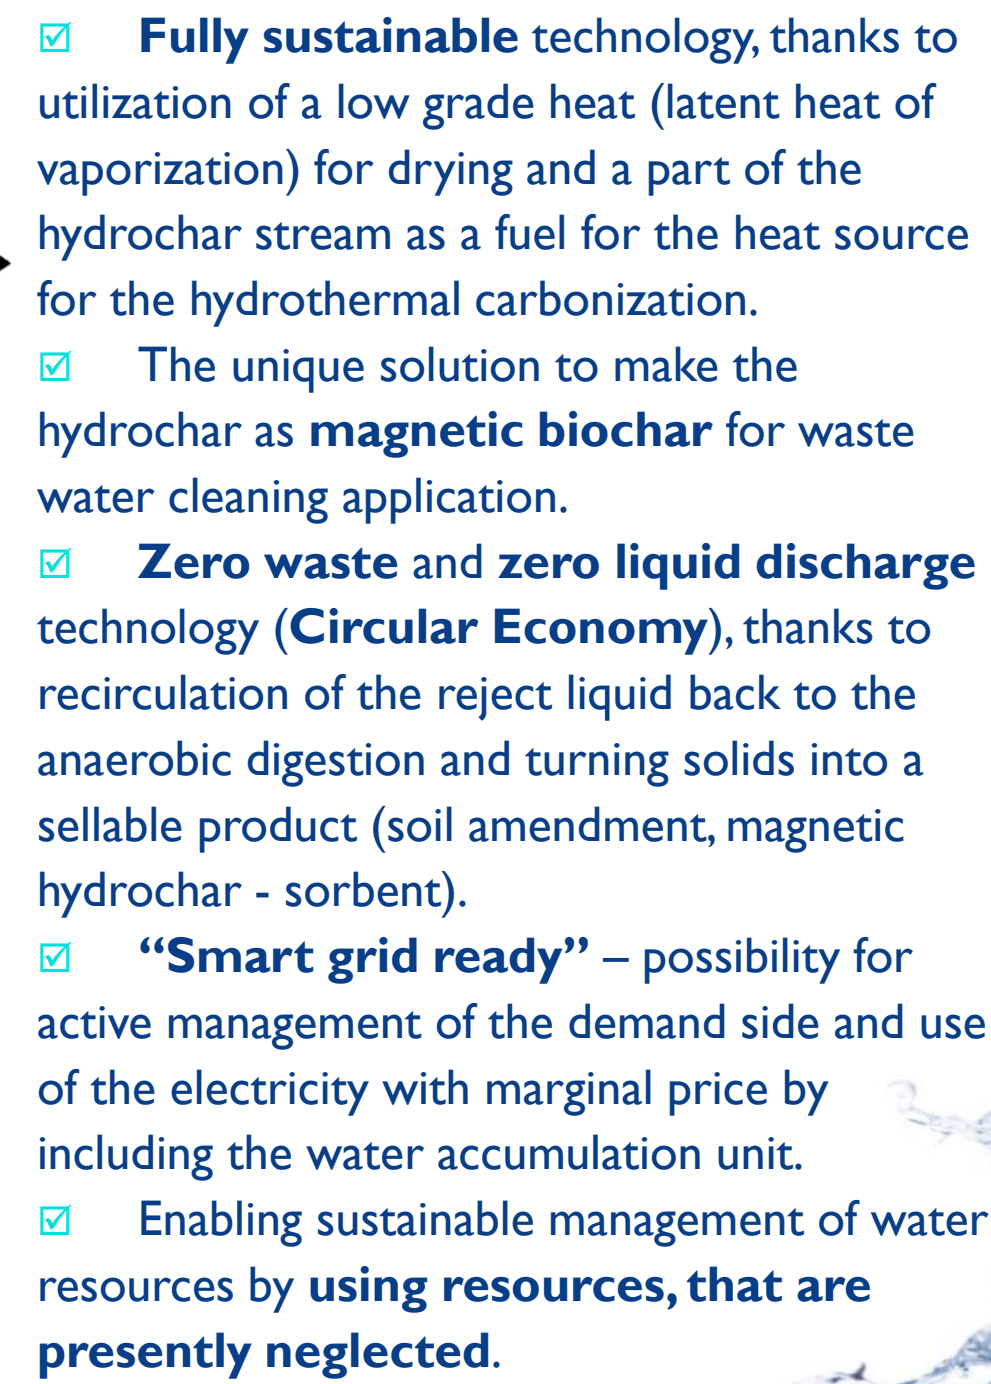 ☑ Fully sustainable technology, thanks to
utilization of a low grade heat (latent heat of
vaporization) for drying and a part of the
hydrochar stream as a fuel for the heat source
for the hydrothermal carbonization.
☑ The unique solution to make the
hydrochar as magnetic biochar for waste
water cleaning application.
☑ Zero waste and zero liquid discharge
technology (Circular Economy), thanks to
recirculation of the reject liquid back to the
anaerobic digestion and turning solids into a
sellable product (soil amendment, magnetic
hydrochar - sorbent).
☑ “Smart grid ready” – possibility for
active management of the demand side and use
of the electricity with marginal price by
including the water accumulation unit.
☑ Enabling sustainable management of water
resources by using resources, that are
presently neglected.